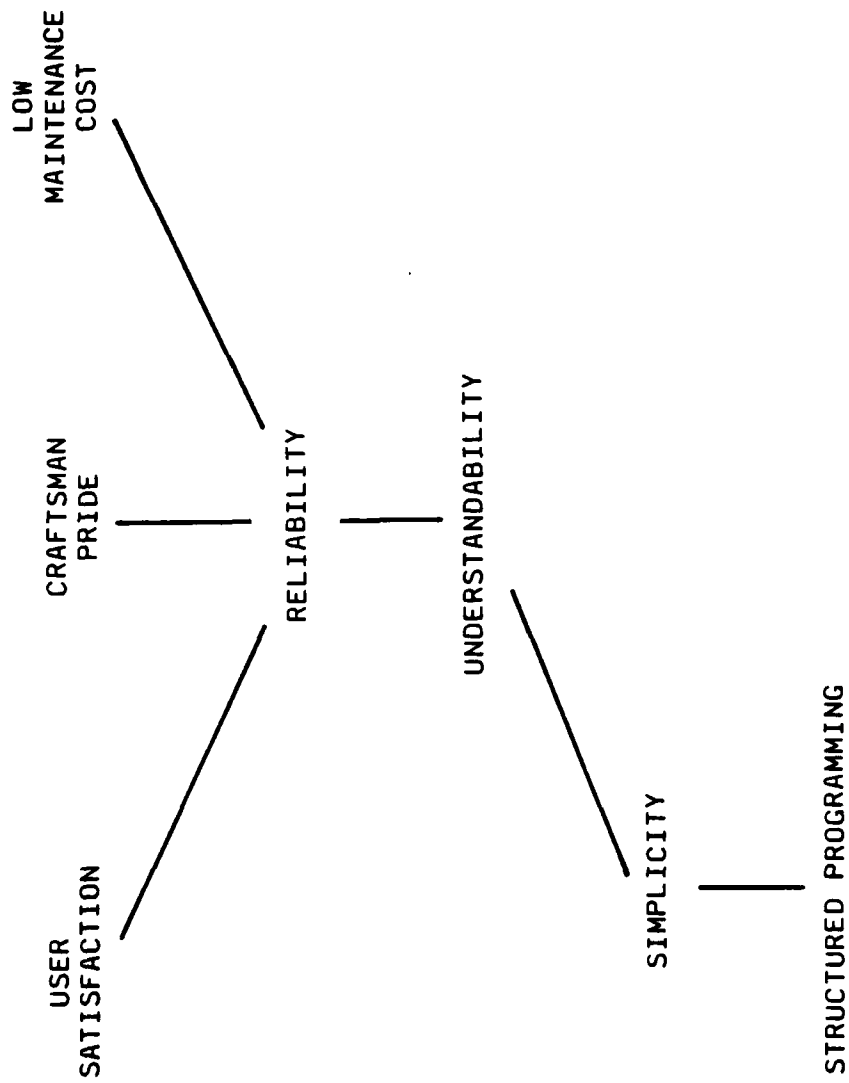 USER
SATISFACTION
CRAFTSMAN
PRIDE
LOW
MAINTENANCE
COST
RELIABILITY
UNDERSTANDABILITY
SIMPLICITY
STRUCTURED PROGRAMMING